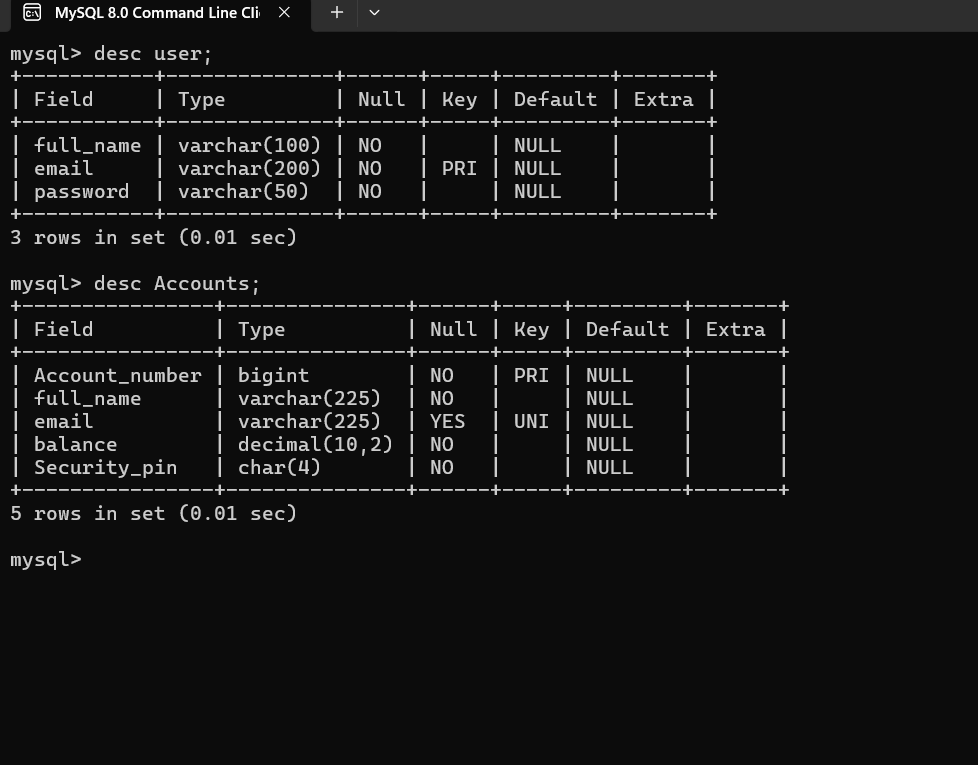 MySQL 8.0 Command Line Cli
mysql> desc user;
+-----------+--------------+------+-----+---------+-------+
| Field     | Type         | Null | Key | Default | Extra |
+-----------+--------------+------+-----+---------+-------+
| full_name | varchar(100) | NO   |     | NULL    |       |
| email     | varchar(200) | NO   | PRI | NULL    |       |
| password  | varchar(50)  | NO   |     | NULL    |       |
+-----------+--------------+------+-----+---------+-------+
3 rows in set (0.01 sec)
mysql> desc Accounts;
+----------------+---------------+------+-----+---------+-------+
| Field          | Type          | Null | Key | Default | Extra |
+----------------+---------------+------+-----+---------+-------+
| Account_number | bigint        | NO   | PRI | NULL    |       |
| full_name      | varchar(225)  | NO   |     | NULL    |       |
| email          | varchar(225)  | YES  | UNI | NULL    |       |
| balance        | decimal(10,2) | NO   |     | NULL    |       |
| Security_pin   | char(4)       | NO   |     | NULL    |       |
+----------------+---------------+------+-----+---------+-------+
5 rows in set (0.01 sec)
mysql>